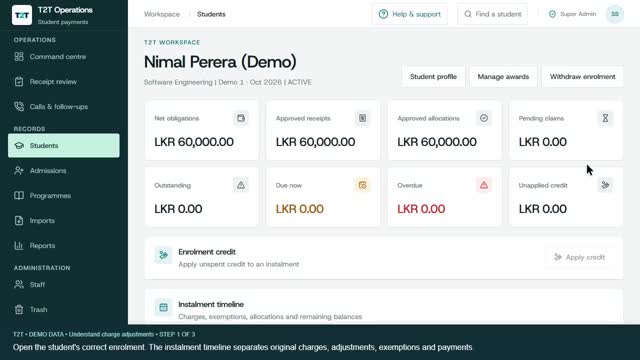 T2T
T2T Operations
Student payments
OPERATIONS
Command centre
Receipt review
Calls & follow-ups
RECORDS
Students
Admissions
Programmes
Imports
Reports
ADMINISTRATION
Staff
Trash
Workspace
Students
Help & support
Find a student
Super Admin
SS
T2T WORKSPACE
Nimal Perera (Demo)
Software Engineering | Demo 1 · Oct 2026 | ACTIVE
Student profile
Manage awards
Withdraw enrolment
Net obligations
LKR 60,000.00
Approved receipts
LKR 60,000.00
Approved allocations
LKR 60,000.00
Pending claims
LKR 0.00
Outstanding
LKR 0.00
Due now
LKR 0.00
Overdue
LKR 0.00
Unapplied credit
LKR 0.00
Enrolment credit
Apply unspent credit to an instalment
Apply credit
Instalment timeline
Charges, exemptions, allocations and remaining balances
T2T • DEMO DATA • Understand charge adjustments • STEP 1 OF 3
Open the student's correct enrolment. The instalment timeline separates original charges, adjustments, exemptions and payments.